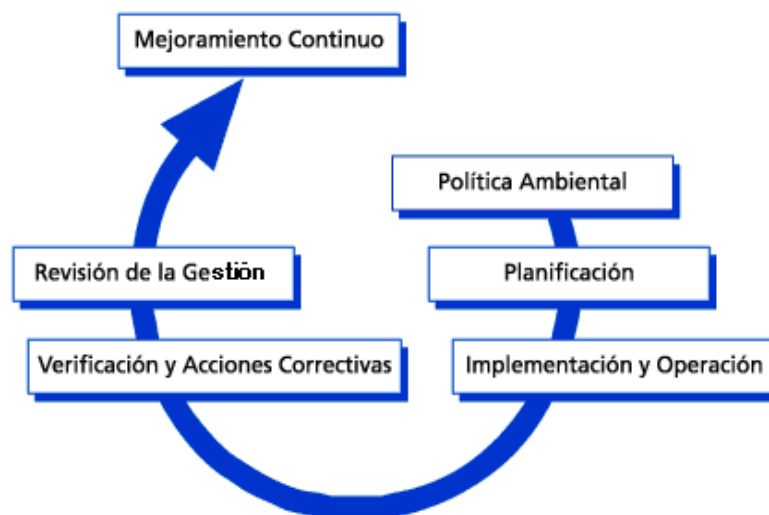 Mejoramiento Continuo
Política Ambiental
Revisión de la Gestiön
Planificación
Verificación y Acciones Correctivas
Implementación y Operación